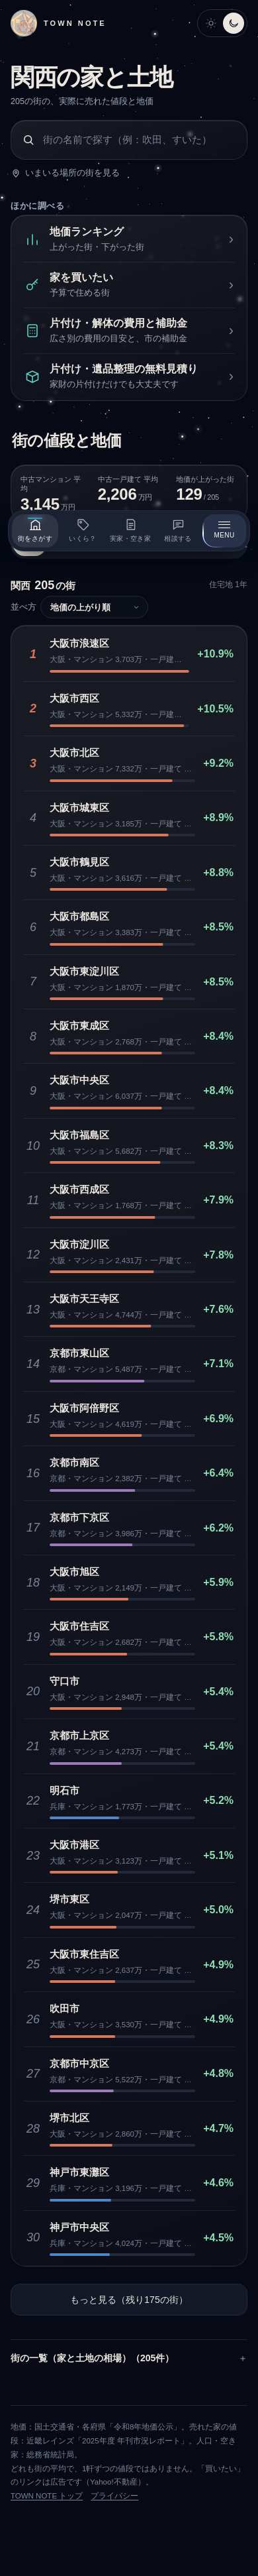 TOWN NOTE
関西の家と土地
205の街の、実際に売れた値段と地価
街の名前で探す（例：吹田、すいた）
いまいる場所の街を見る
ほかに調べる
地価ランキング
上がった街・下がった街
家を買いたい
予算で住める街
片付け・解体の費用と補助金
広さ別の費用の目安と、市の補助金
片付け・遺品整理の無料見積り
家財の片付けだけでも大丈夫です
街の値段と地価
中古マンション 平均
3,145万円
中古一戸建て 平均
2,206万円
地価が上がった街
129 / 205
街をさがす
いくら？
実家・空き家
相談する
MENU
関西 205の街
住宅地 1年
並べ方 地価の上がり順
1 大阪市浪速区 +10.9%
大阪・マンション 3,703万・一戸建…
2 大阪市西区 +10.5%
大阪・マンション 5,332万・一戸建…
3 大阪市北区 +9.2%
大阪・マンション 7,332万・一戸建て …
4 大阪市城東区 +8.9%
大阪・マンション 3,185万・一戸建て …
5 大阪市鶴見区 +8.8%
大阪・マンション 3,616万・一戸建て …
6 大阪市都島区 +8.5%
大阪・マンション 3,383万・一戸建て …
7 大阪市東淀川区 +8.5%
大阪・マンション 1,870万・一戸建て …
8 大阪市東成区 +8.4%
大阪・マンション 2,768万・一戸建て …
9 大阪市中央区 +8.4%
大阪・マンション 6,037万・一戸建て …
10 大阪市福島区 +8.3%
大阪・マンション 5,682万・一戸建て …
11 大阪市西成区 +7.9%
大阪・マンション 1,768万・一戸建て …
12 大阪市淀川区 +7.8%
大阪・マンション 2,431万・一戸建て …
13 大阪市天王寺区 +7.6%
大阪・マンション 4,744万・一戸建て …
14 京都市東山区 +7.1%
京都・マンション 5,487万・一戸建て …
15 大阪市阿倍野区 +6.9%
大阪・マンション 4,619万・一戸建て …
16 京都市南区 +6.4%
京都・マンション 2,382万・一戸建て …
17 京都市下京区 +6.2%
京都・マンション 3,986万・一戸建て …
18 大阪市旭区 +5.9%
大阪・マンション 2,149万・一戸建て …
19 大阪市住吉区 +5.8%
大阪・マンション 2,682万・一戸建て …
20 守口市 +5.4%
大阪・マンション 2,948万・一戸建て …
21 京都市上京区 +5.4%
京都・マンション 4,273万・一戸建て …
22 明石市 +5.2%
兵庫・マンション 1,773万・一戸建て …
23 大阪市港区 +5.1%
大阪・マンション 3,123万・一戸建て …
24 堺市東区 +5.0%
大阪・マンション 2,047万・一戸建て …
25 大阪市東住吉区 +4.9%
大阪・マンション 2,637万・一戸建て …
26 吹田市 +4.9%
大阪・マンション 3,530万・一戸建て …
27 京都市中京区 +4.8%
京都・マンション 5,522万・一戸建て …
28 堺市北区 +4.7%
大阪・マンション 2,860万・一戸建て …
29 神戸市東灘区 +4.6%
兵庫・マンション 3,196万・一戸建て …
30 神戸市中央区 +4.5%
兵庫・マンション 4,024万・一戸建て …
もっと見る（残り175の街）
街の一覧（家と土地の相場）（205件） +
地価：国土交通省・各府県「令和8年地価公示」。売れた家の値
段：近畿レインズ「2025年度 年刊市況レポート」。人口・空き
家：総務省統計局。
どれも街の平均で、1軒ずつの値段ではありません。「買いたい」
のリンクは広告です（Yahoo!不動産）。
TOWN NOTE トップ プライバシー